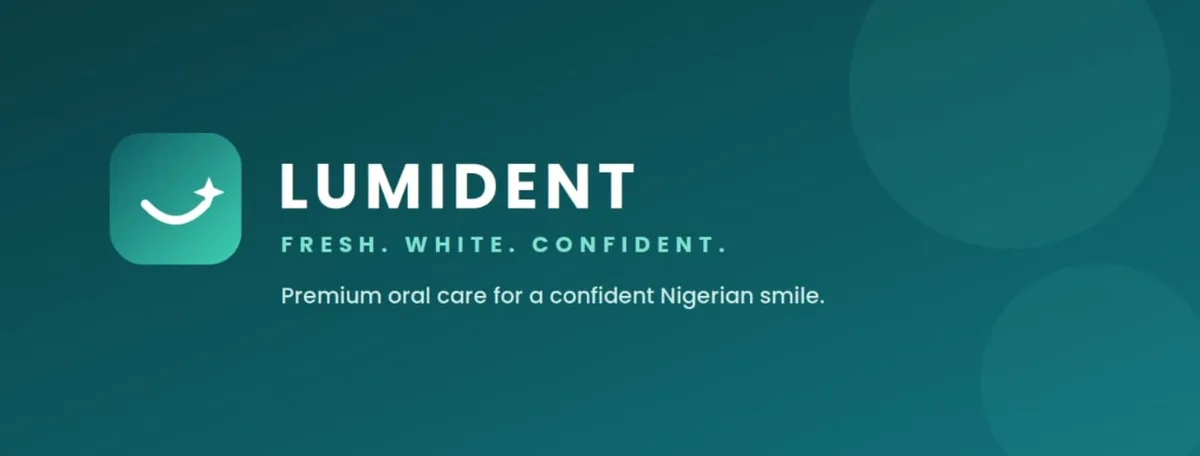 LUMIDENT
FRESH. WHITE. CONFIDENT.
Premium oral care for a confident Nigerian smile.